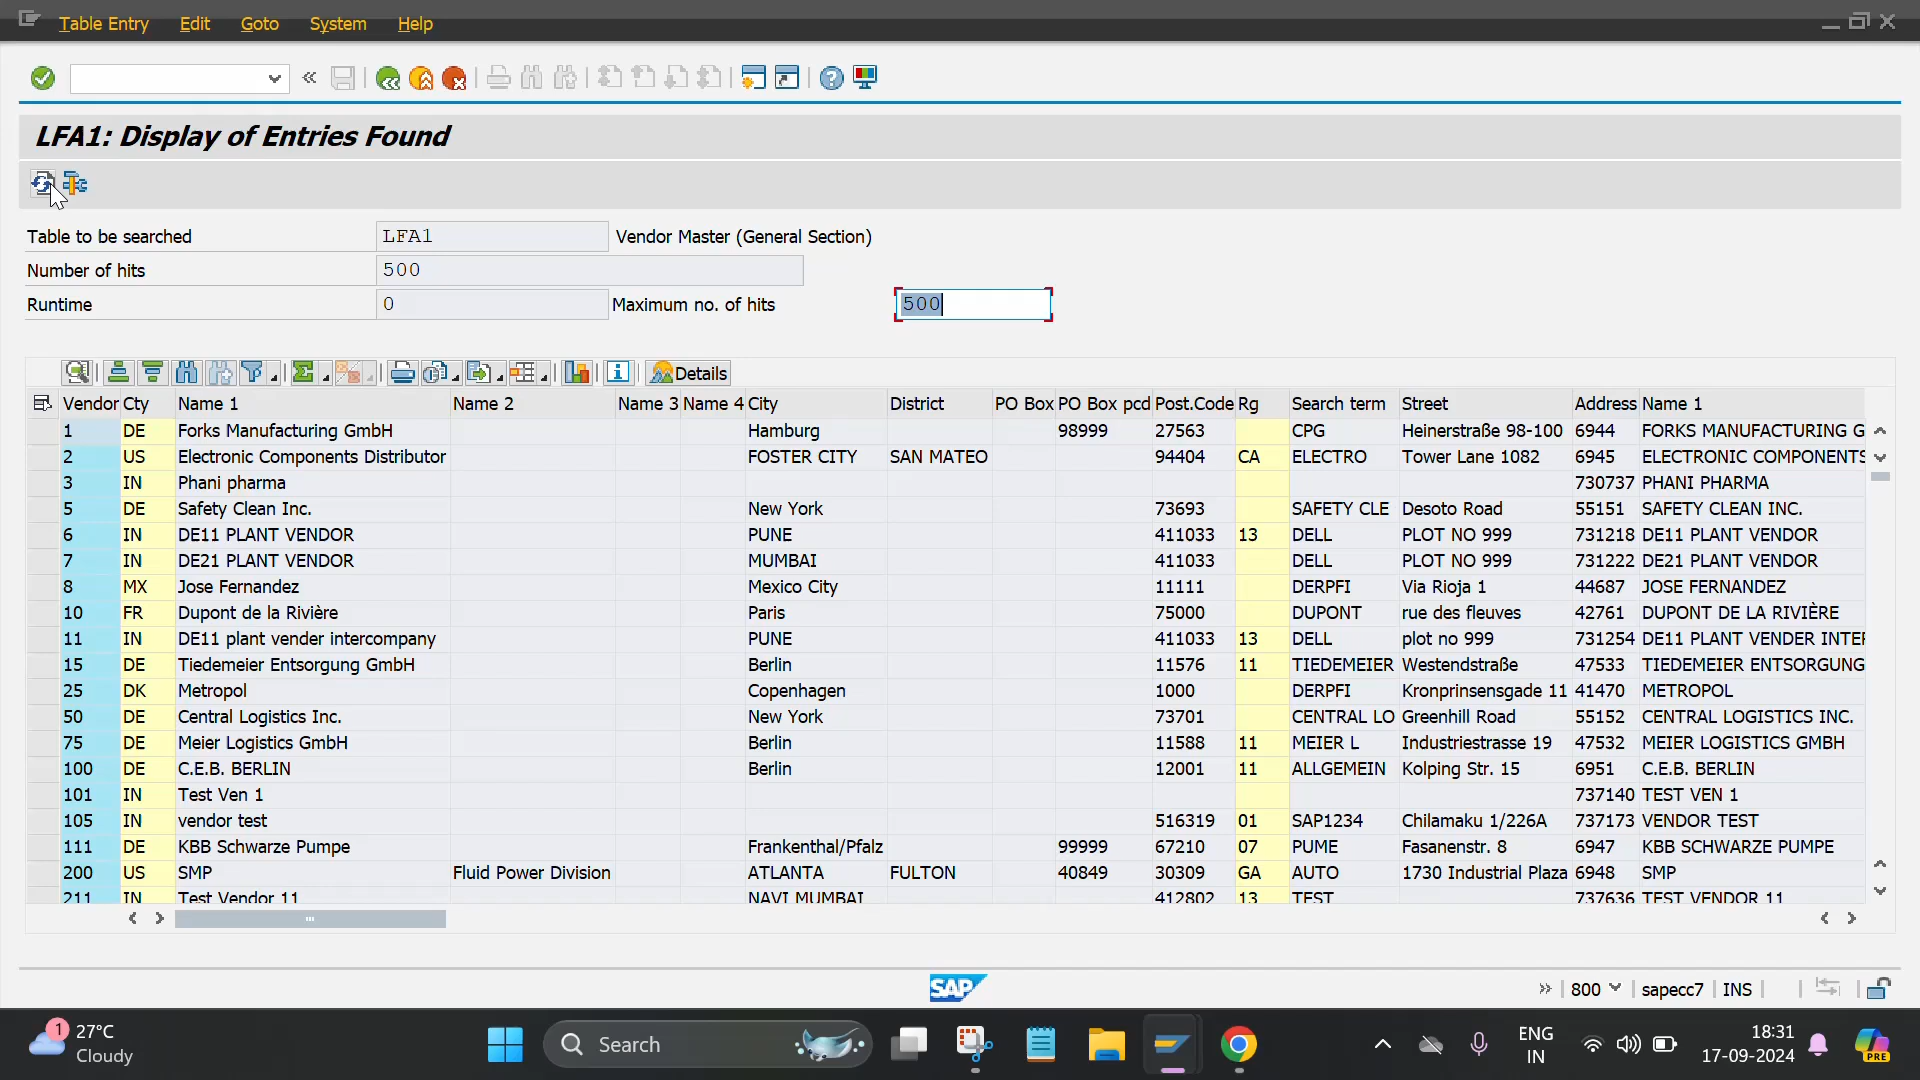 Table Entry Edit Goto System Help
LFA1: Display of Entries Found
Table to be searched LFA1 Vendor Master (General Section)
Number of hits 500
Runtime 0 Maximum no. of hits 500
Details
Vendor Cty Name 1 Name 2 Name 3 Name 4 City District PO Box PO Box pcd Post.Code Rg Search term Street Address Name 1
1 DE Forks Manufacturing GmbH Hamburg 98999 27563 CPG Heinerstraße 98-100 6944 FORKS MANUFACTURING G
2 US Electronic Components Distributor FOSTER CITY SAN MATEO 94404 CA ELECTRO Tower Lane 1082 6945 ELECTRONIC COMPONENTS
3 IN Phani pharma 730737 PHANI PHARMA
5 DE Safety Clean Inc. New York 73693 SAFETY CLE Desoto Road 55151 SAFETY CLEAN INC.
6 IN DE11 PLANT VENDOR PUNE 411033 13 DELL PLOT NO 999 731218 DE11 PLANT VENDOR
7 IN DE21 PLANT VENDOR MUMBAI 411033 DELL PLOT NO 999 731222 DE21 PLANT VENDOR
8 MX Jose Fernandez Mexico City 11111 DERPFI Via Rioja 1 44687 JOSE FERNANDEZ
10 FR Dupont de la Rivière Paris 75000 DUPONT rue des fleuves 42761 DUPONT DE LA RIVIÈRE
11 IN DE11 plant vender intercompany PUNE 411033 13 DELL plot no 999 731254 DE11 PLANT VENDER INTER
15 DE Tiedemeier Entsorgung GmbH Berlin 11576 11 TIEDEMEIER Westendstraße 47533 TIEDEMEIER ENTSORGUNG
25 DK Metropol Copenhagen 1000 DERPFI Kronprinsensgade 11 41470 METROPOL
50 DE Central Logistics Inc. New York 73701 CENTRAL LO Greenhill Road 55152 CENTRAL LOGISTICS INC.
75 DE Meier Logistics GmbH Berlin 11588 11 MEIER L Industriestrasse 19 47532 MEIER LOGISTICS GMBH
100 DE C.E.B. BERLIN Berlin 12001 11 ALLGEMEIN Kolping Str. 15 6951 C.E.B. BERLIN
101 IN Test Ven 1 737140 TEST VEN 1
105 IN vendor test 516319 01 SAP1234 Chilamaku 1/226A 737173 VENDOR TEST
111 DE KBB Schwarze Pumpe Frankenthal/Pfalz 99999 67210 07 PUME Fasanenstr. 8 6947 KBB SCHWARZE PUMPE
200 US SMP Fluid Power Division ATLANTA FULTON 40849 30309 GA AUTO 1730 Industrial Plaza 6948 SMP
211 IN Test Vendor 11 NAVI MUMBAI 412802 13 TEST 737636 TEST VENDOR 11
SAP 800 sapecc7 INS
1 27°C Search ENG 18:31
Cloudy IN 17-09-2024 PRE